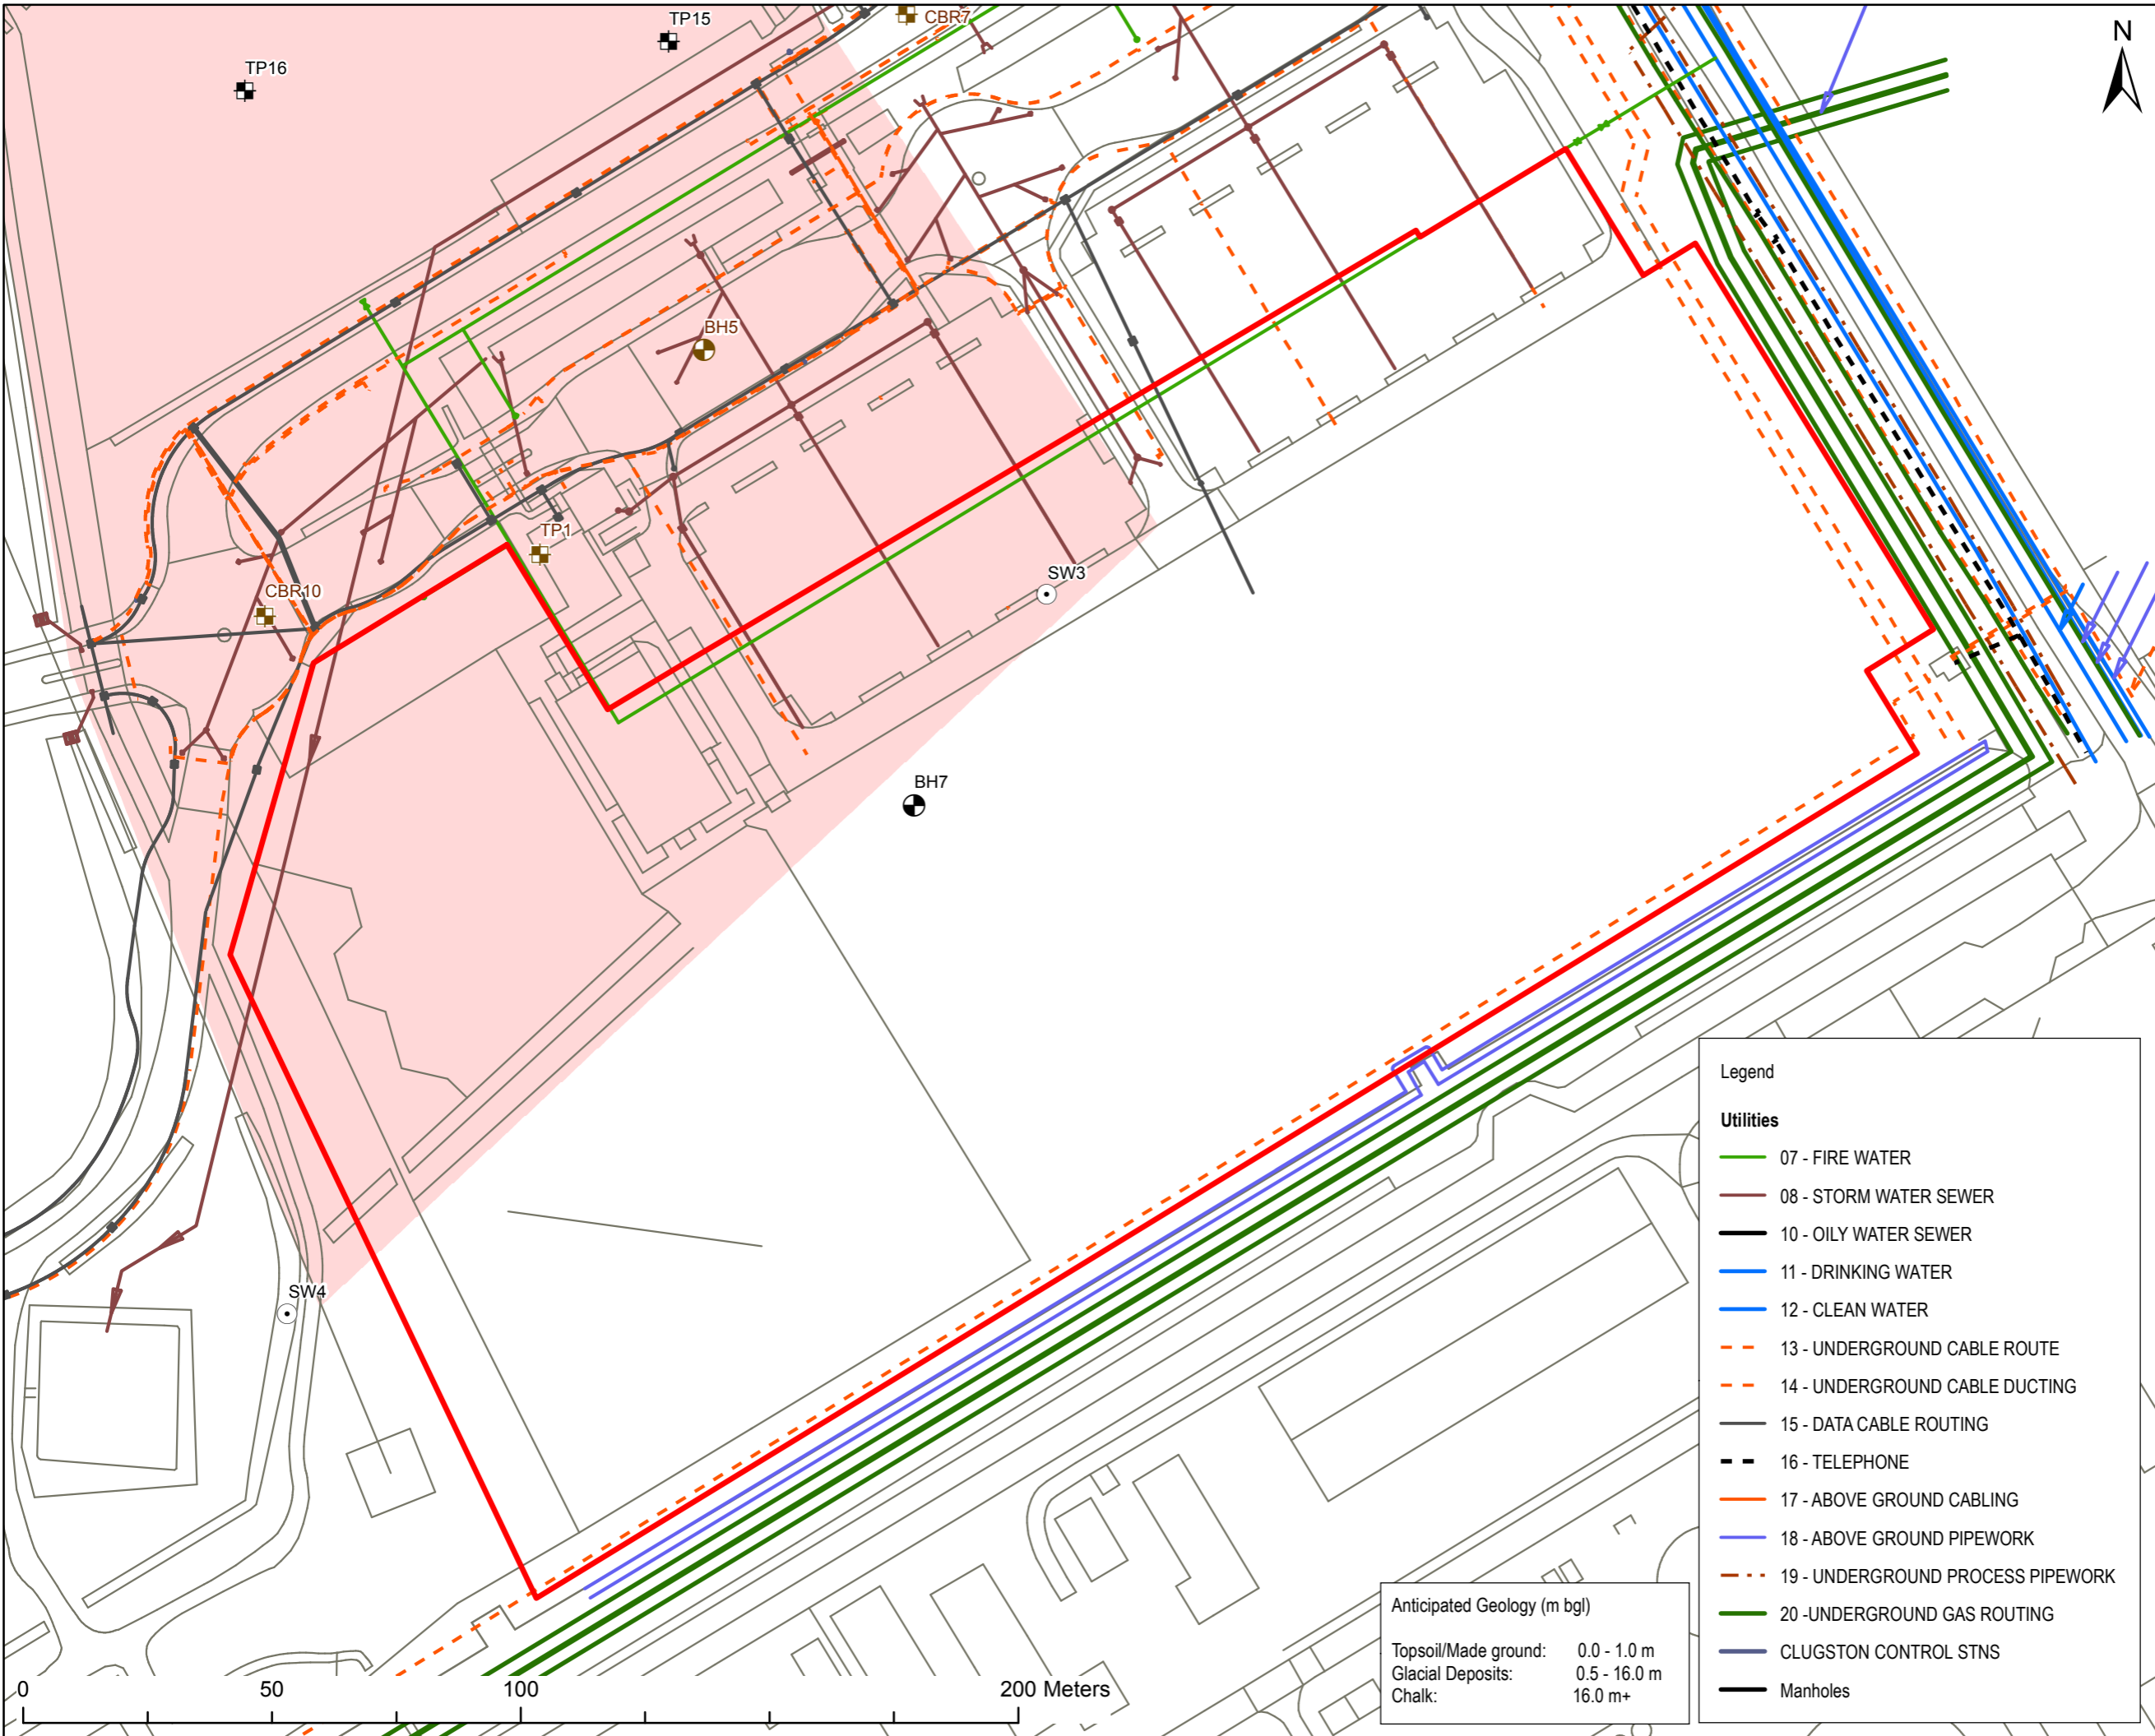 TP15
CBR7
N
TP16
BH5
TP1
SW3
CBR10
BH7
SW4
Legend
Utilities
07 - FIRE WATER
08 - STORM WATER SEWER
10 - OILY WATER SEWER
11 - DRINKING WATER
12 - CLEAN WATER
13 - UNDERGROUND CABLE ROUTE
14 - UNDERGROUND CABLE DUCTING
15 - DATA CABLE ROUTING
16 - TELEPHONE
17 - ABOVE GROUND CABLING
18 - ABOVE GROUND PIPEWORK
19 - UNDERGROUND PROCESS PIPEWORK
20 -UNDERGROUND GAS ROUTING
CLUGSTON CONTROL STNS
Manholes
Anticipated Geology (m bgl)
Topsoil/Made ground: 0.0 - 1.0 m
Glacial Deposits: 0.5 - 16.0 m
Chalk: 16.0 m+
0 50 100 200 Meters